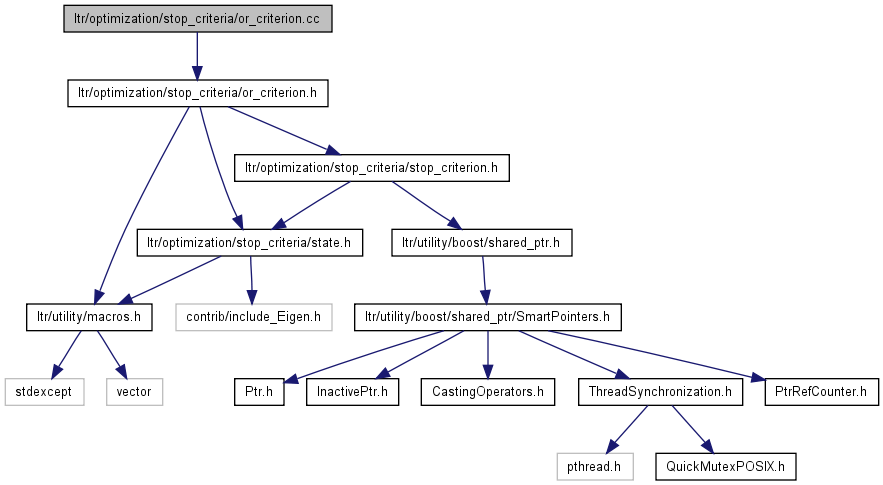 ltr/optimization/stop_criteria/or_criterion.cc
ltr/optimization/stop_criteria/or_criterion.h
ltr/optimization/stop_criteria/stop_criterion.h
ltr/optimization/stop_criteria/state.h
ltr/utility/boost/shared_ptr.h
ltr/utility/macros.h
contrib/include_Eigen.h
ltr/utility/boost/shared_ptr/SmartPointers.h
stdexcept
vector
Ptr.h
InactivePtr.h
CastingOperators.h
ThreadSynchronization.h
PtrRefCounter.h
pthread.h
QuickMutexPOSIX.h